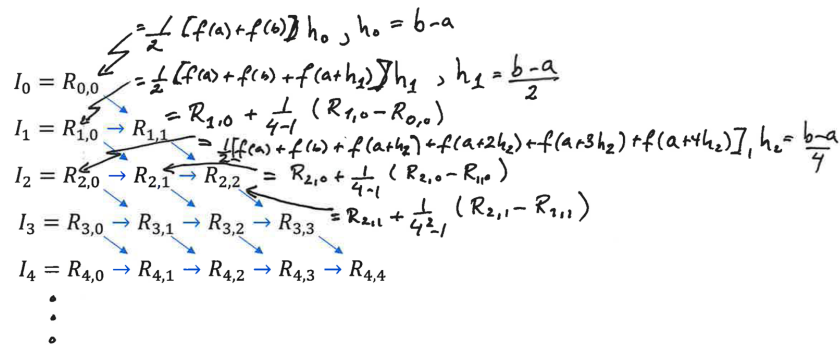 = 1/2 [f(a)+f(b)] h₀ , h₀ = b-a
I₀ = R₀,₀ = 1/2 [f(a)+f(b)+f(a+h₁)] h₁ , h₁ = (b-a)/2
= R₁,₀ + 1/(4-1) (R₁,₀ - R₀,₀)
I₁ = R₁,₀ → R₁,₁
= 1/2 [f(a)+f(b)+f(a+h₂)+f(a+2h₂)+f(a+3h₂)+f(a+4h₂)], h₂ = (b-a)/4
I₂ = R₂,₀ → R₂,₁ → R₂,₂ = R₂,₀ + 1/(4-1) (R₂,₀ - R₁,₀)
= R₂,₁ + 1/(4²-1) (R₂,₁ - R₁,₁)
I₃ = R₃,₀ → R₃,₁ → R₃,₂ → R₃,₃
I₄ = R₄,₀ → R₄,₁ → R₄,₂ → R₄,₃ → R₄,₄